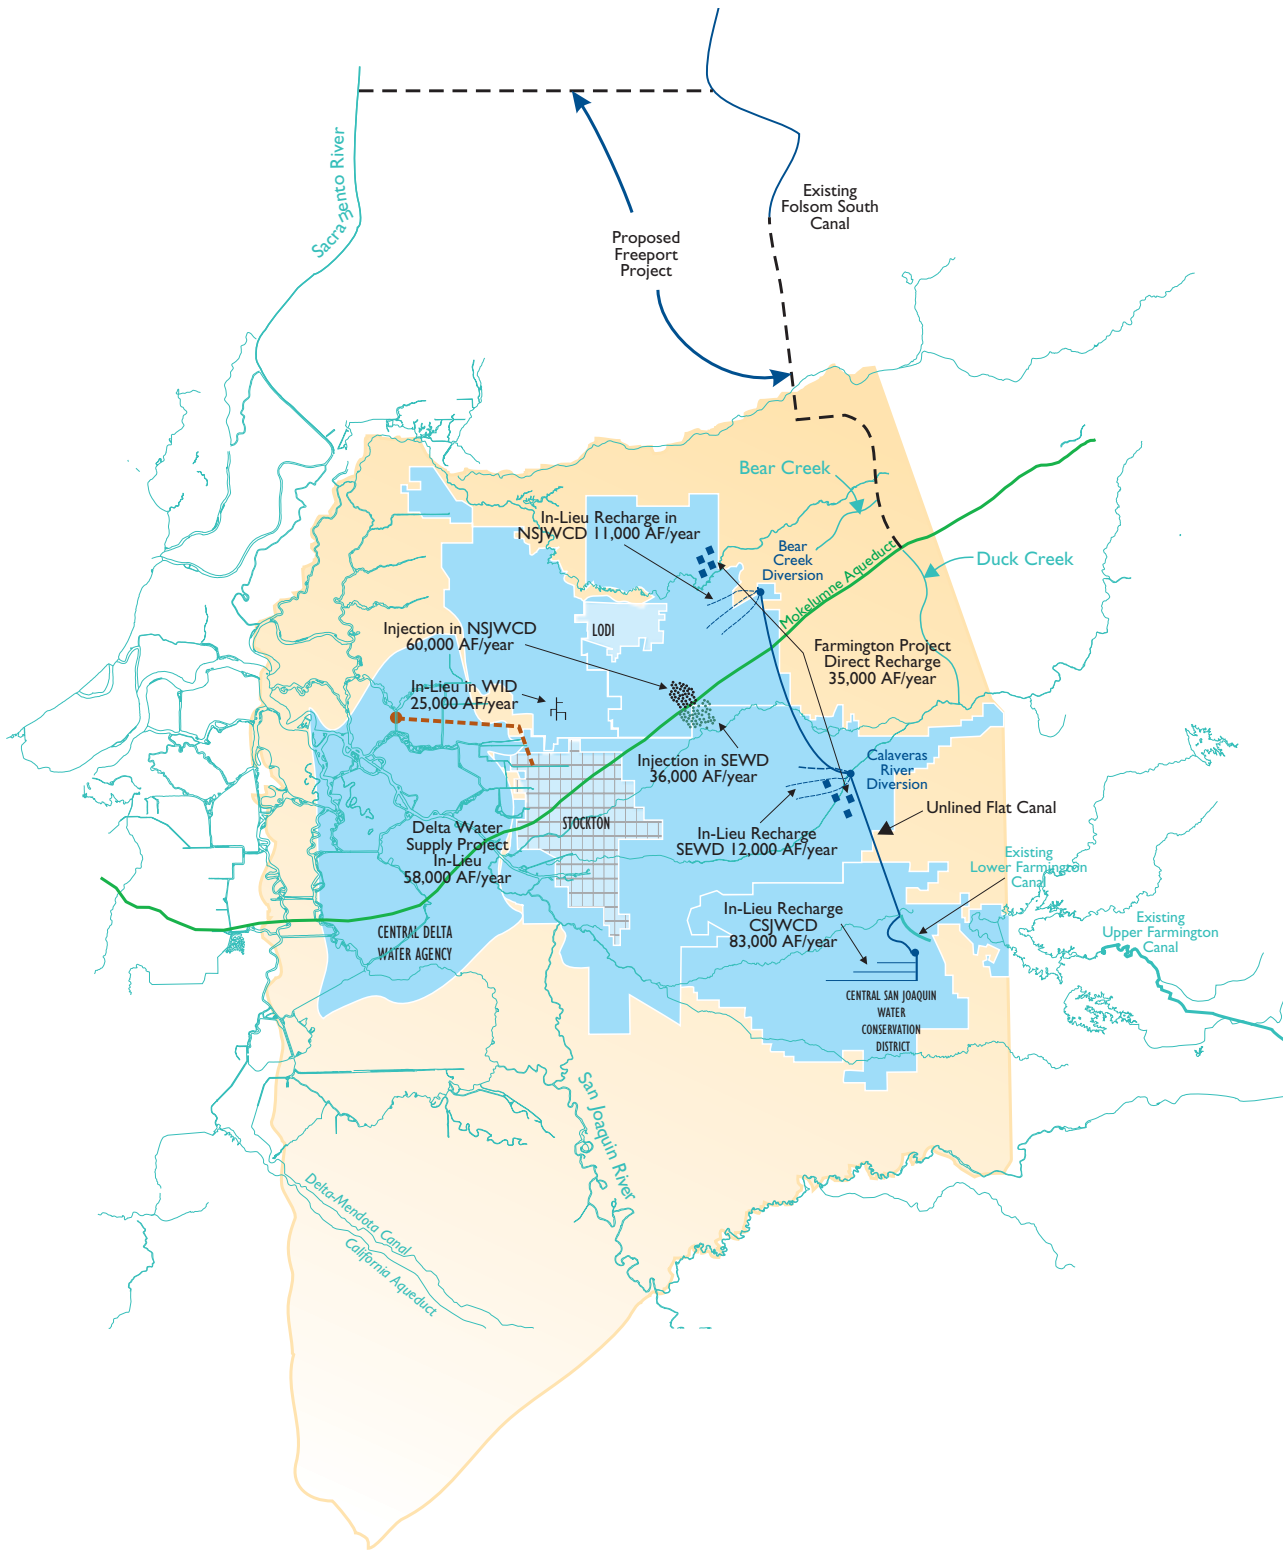 Sacramento River
Existing
Folsom South
Canal
Proposed
Freeport
Project
Bear Creek
In-Lieu Recharge in
NSJWCD 11,000 AF/year
Bear
Creek
Diversion
Mokelumne Aqueduct
Duck Creek
LODI
Injection in NSJWCD
60,000 AF/year
Farmington Project
Direct Recharge
35,000 AF/year
In-Lieu in WID
25,000 AF/year
Injection in SEWD
36,000 AF/year
Calaveras
River
Diversion
Unlined Flat Canal
STOCKTON
Delta Water
Supply Project
In-Lieu
58,000 AF/year
In-Lieu Recharge
SEWD 12,000 AF/year
Existing
Lower Farmington
Canal
In-Lieu Recharge
CSJWCD
83,000 AF/year
Existing
Upper Farmington
Canal
CENTRAL DELTA
WATER AGENCY
CENTRAL SAN JOAQUIN
WATER
CONSERVATION
DISTRICT
San Joaquin River
Delta-Mendota Canal
California Aqueduct